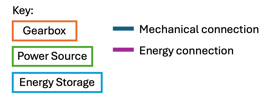 Key:
Gearbox
Power Source
Energy Storage
Mechanical connection
Energy connection